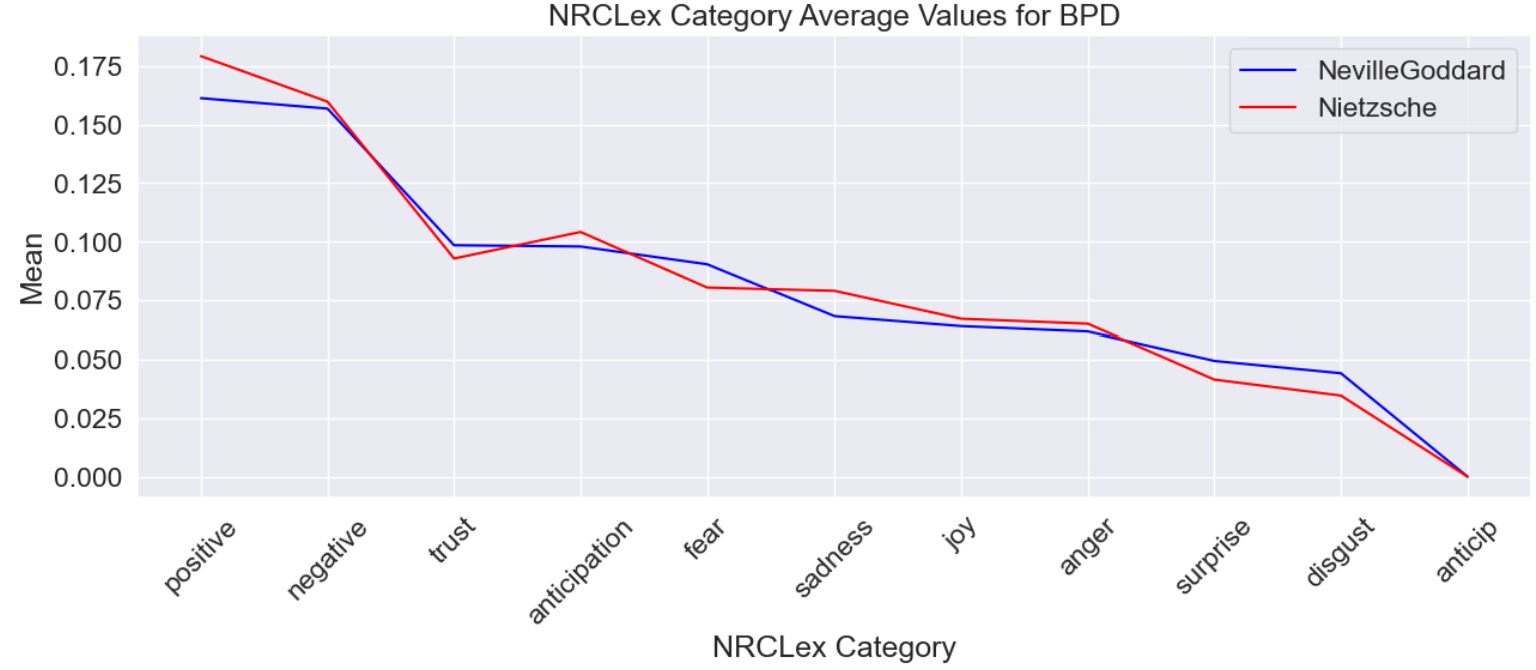 NRCLex Category Average Values for BPD
NevilleGoddard
Nietzsche
Mean
0.175
0.150
0.125
0.100
0.075
0.050
0.025
0.000
positive
negative
trust
anticipation
fear
sadness
joy
anger
surprise
disgust
anticip
NRCLex Category